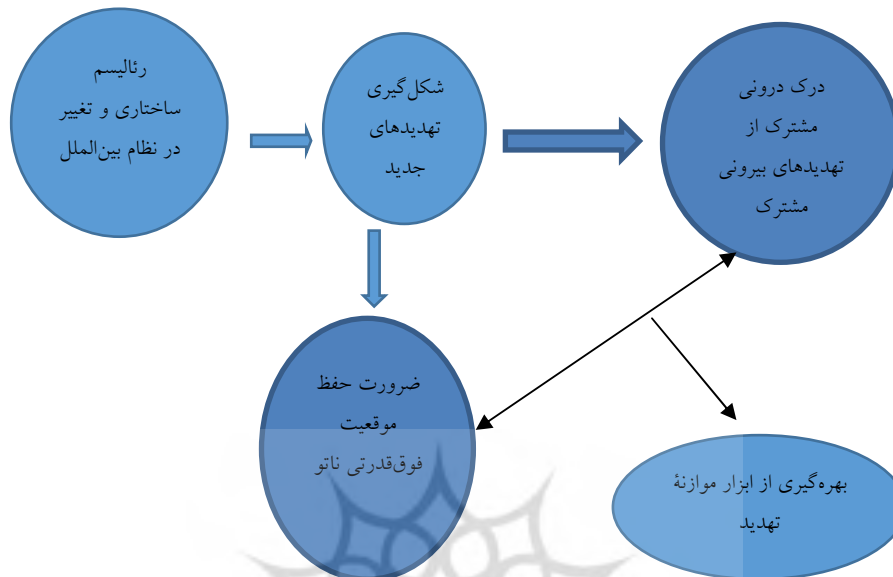 رئالیسم
ساختاری و تغییر
در نظام بین‌الملل
شکل‌گیری
تهدیدهای
جدید
درک درونی
مشترک از
تهدیدهای بیرونی
مشترک
ضرورت حفظ
موقعیت
فوق‌قدرتی ناتو
بهره‌گیری از ابزار موازنۀ
تهدید